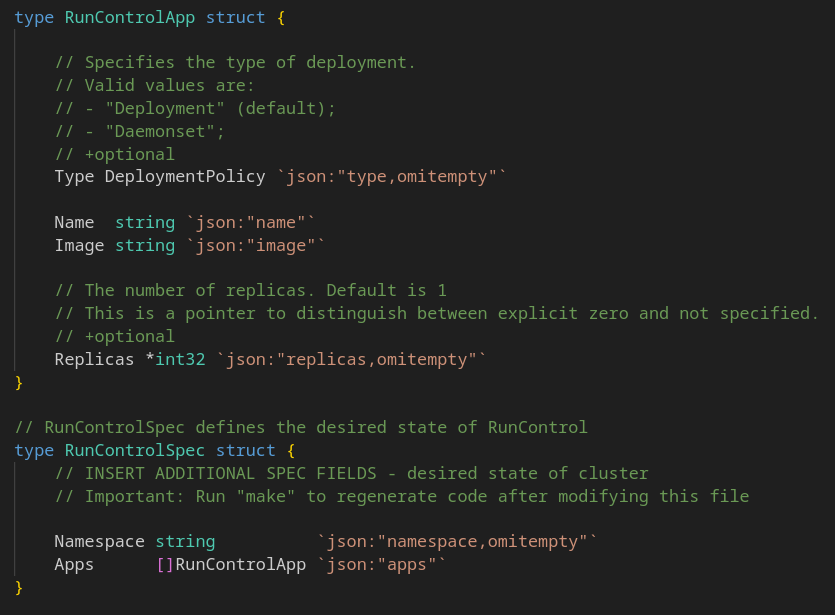 type RunControlApp struct {
// Specifies the type of deployment.
// Valid values are:
// - "Deployment" (default);
// - "Daemonset";
// +optional
Type DeploymentPolicy `json:"type,omitempty"`
Name  string `json:"name"`
Image string `json:"image"`
// The number of replicas. Default is 1
// This is a pointer to distinguish between explicit zero and not specified.
// +optional
Replicas *int32 `json:"replicas,omitempty"`
}
// RunControlSpec defines the desired state of RunControl
type RunControlSpec struct {
// INSERT ADDITIONAL SPEC FIELDS - desired state of cluster
// Important: Run "make" to regenerate code after modifying this file
Namespace string          `json:"namespace,omitempty"`
Apps      []RunControlApp `json:"apps"`
}